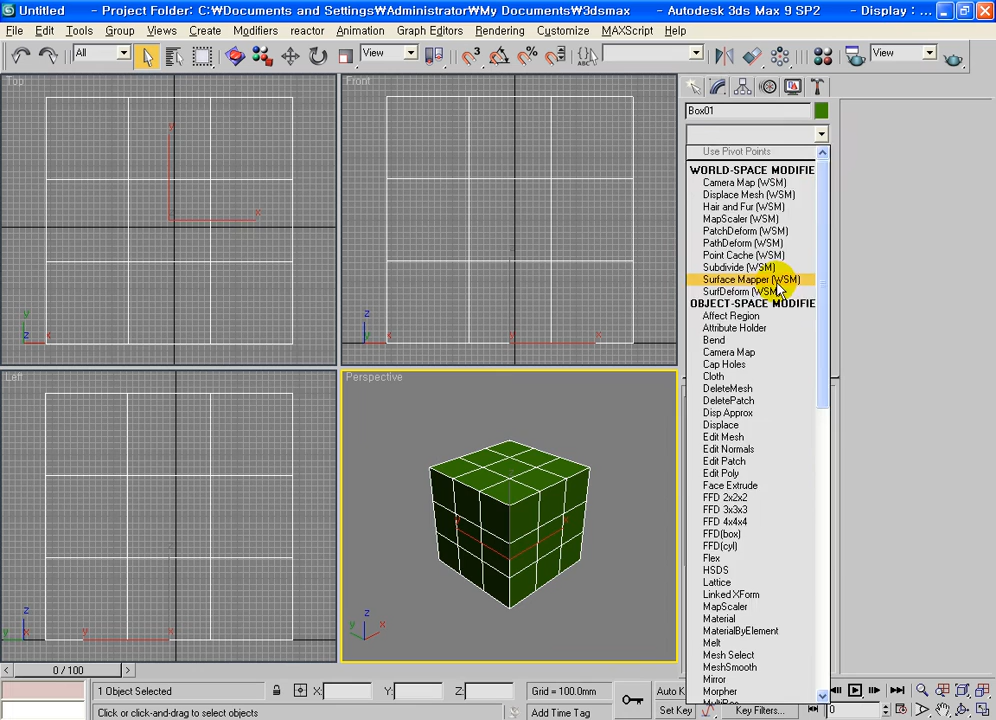 Untitled - Project Folder: C:₩Documents and Settings₩Administrator₩My Documents₩3dsmax - Autodesk 3ds Max 9 SP2 - Display : ...
File Edit Tools Group Views Create Modifiers reactor Animation Graph Editors Rendering Customize MAXScript Help
All View View
Top
Front
Left
Perspective
Box01
Use Pivot Points
WORLD-SPACE MODIFIE
Camera Map (WSM)
Displace Mesh (WSM)
Hair and Fur (WSM)
MapScaler (WSM)
PatchDeform (WSM)
PathDeform (WSM)
Point Cache (WSM)
Subdivide (WSM)
Surface Mapper (WSM)
SurfDeform (WSM)
OBJECT-SPACE MODIFIE
Affect Region
Attribute Holder
Bend
Camera Map
Cap Holes
Cloth
DeleteMesh
DeletePatch
Disp Approx
Displace
Edit Mesh
Edit Normals
Edit Patch
Edit Poly
Face Extrude
FFD 2x2x2
FFD 3x3x3
FFD 4x4x4
FFD(box)
FFD(cyl)
Flex
HSDS
Lattice
Linked XForm
MapScaler
Material
MaterialByElement
Melt
Mesh Select
MeshSmooth
Mirror
Morpher
0 / 100
1 Object Selected X: Y: Z: Grid = 100.0mm Auto K
Click or click-and-drag to select objects Add Time Tag Set Key Key Filters... 0